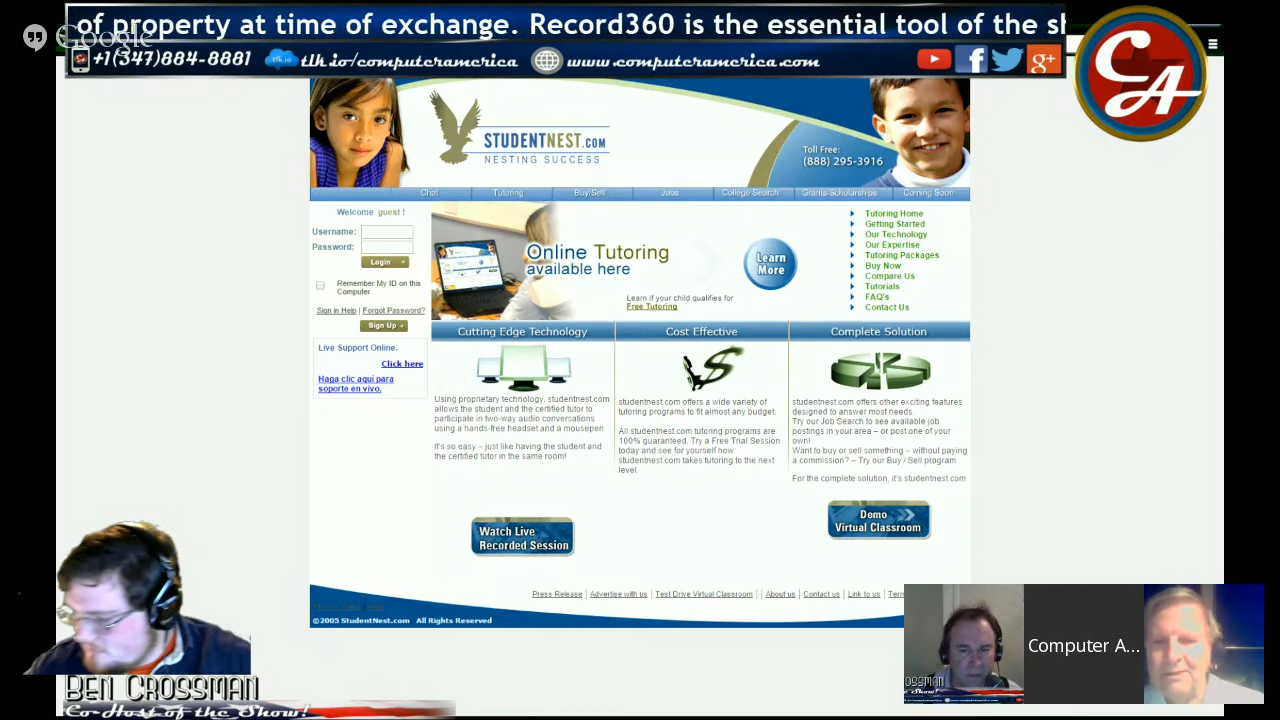 of property at time of exchange. Record360 is the essential tool of the sh
Google
+1(347)884-8881 tlk.io/computeramerica www.computeramerica.com
CA
STUDENTNEST.COM
NESTING SUCCESS
Toll Free:
(888) 295-3916
Chat Tutoring Buy/Sell Jobs College Search Grants/Scholarships Coming Soon
Welcome guest !
Username:
Password:
Login
Remember My ID on this
Computer
Sign in Help | Forgot Password?
Sign Up
Live Support Online.
Click here
Haga clic aquí para
soporte en vivo.
Online Tutoring
available here
Learn
More
Learn if your child qualifies for
Free Tutoring
Tutoring Home
Getting Started
Our Technology
Our Expertise
Tutoring Packages
Buy Now
Compare Us
Tutorials
FAQ's
Contact Us
Cutting Edge Technology
Using proprietary technology, studentnest.com
allows the student and the certified tutor to
participate in two-way audio conversations
using a hands-free headset and a mousepen.
It's so easy – just like having the student and
the certified tutor in the same room!
Watch Live
Recorded Session
Cost Effective
studentnest.com offers a wide variety of
tutoring programs to fit almost any budget.
All studentnest.com tutoring programs are
100% guaranteed. Try a Free Trial Session
today and see for yourself how
studentnest.com takes tutoring to the next
level.
Complete Solution
studentnest.com offers other exciting features
designed to answer most needs.
Try our Job Search to see available job
postings in your area – or post one of your
own!
Want to buy or sell something – without paying
a commission? – Try our Buy / Sell program
For the complete solution, it's studentnest.com
Demo
Virtual Classroom
Press Release | Advertise with us | Test Drive Virtual Classroom | | About us | Contact us | Link to us | Term
©2005 StudentNest.com All Rights Reserved
Computer A...
BEN CROSSMAN
Co-Host of the Show!